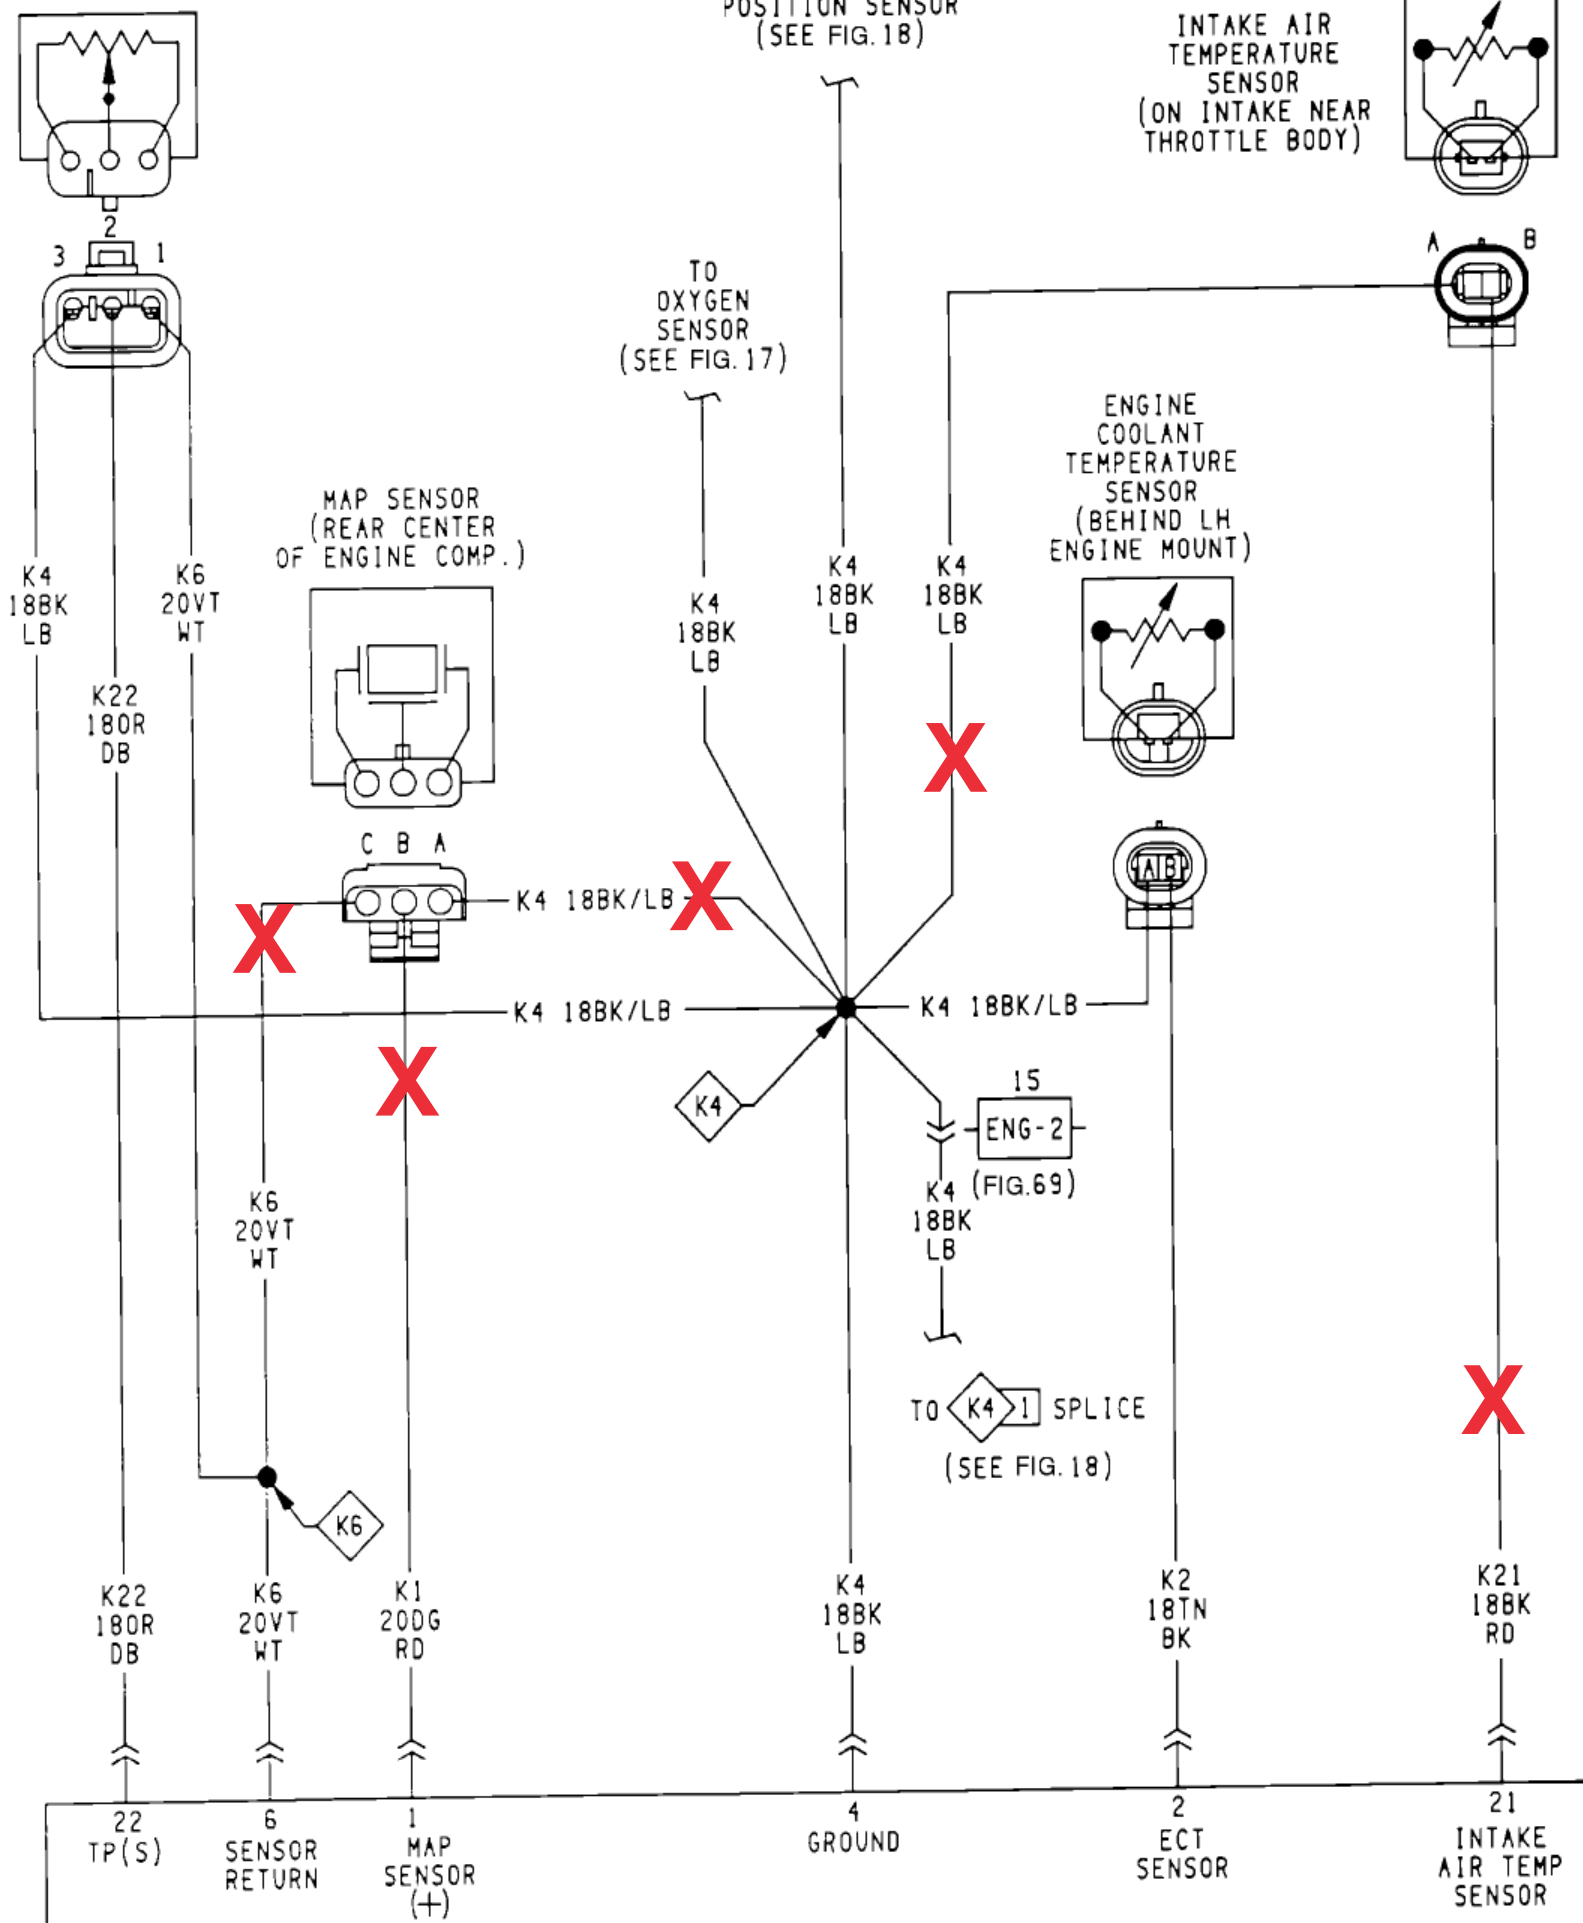 POSITION SENSOR
(SEE FIG.18)
INTAKE AIR
TEMPERATURE
SENSOR
(ON INTAKE NEAR
THROTTLE BODY)
2
3
1
A
B
TO
OXYGEN
SENSOR
(SEE FIG.17)
ENGINE
COOLANT
TEMPERATURE
SENSOR
(BEHIND LH
ENGINE MOUNT)
MAP SENSOR
(REAR CENTER
OF ENGINE COMP.)
K4
18BK
LB
K6
20VT
WT
K4
18BK
LB
K4
18BK
LB
K4
18BK
LB
K22
18OR
DB
X
C B A
A B
X
K4 18BK/LB
X
K4 18BK/LB
K4 18BK/LB
X
K4
15
ENG-2
(FIG.69)
K4
18BK
LB
K6
20VT
WT
TO K4 1 SPLICE
(SEE FIG.18)
X
K6
K22
18OR
DB
K6
20VT
WT
K1
20DG
RD
K4
18BK
LB
K2
18TN
BK
K21
18BK
RD
22
TP(S)
6
SENSOR
RETURN
1
MAP
SENSOR
(+)
4
GROUND
2
ECT
SENSOR
21
INTAKE
AIR TEMP
SENSOR